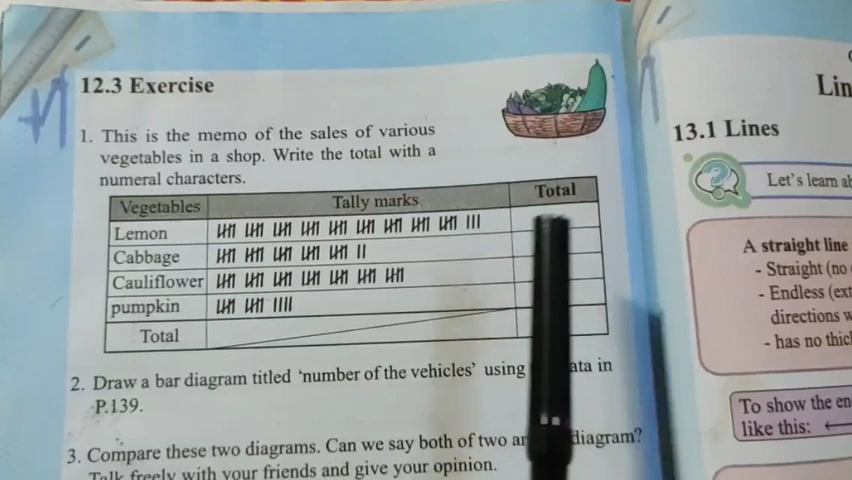 12.3 Exercise
1. This is the memo of the sales of various
vegetables in a shop. Write the total with a
numeral characters.
Vegetables Tally marks Total
Lemon
Cabbage
Cauliflower
pumpkin
Total
2. Draw a bar diagram titled ‘number of the vehicles’ using in
P.139.
3. Compare these two diagrams. Can we say both of two diagram?
Talk freely with your friends and give your opinion.
Lin
13.1 Lines
Let's learn
A straight line
- Straight (no
- Endless (ext
directions w
- has no thic
To show the en
like this: